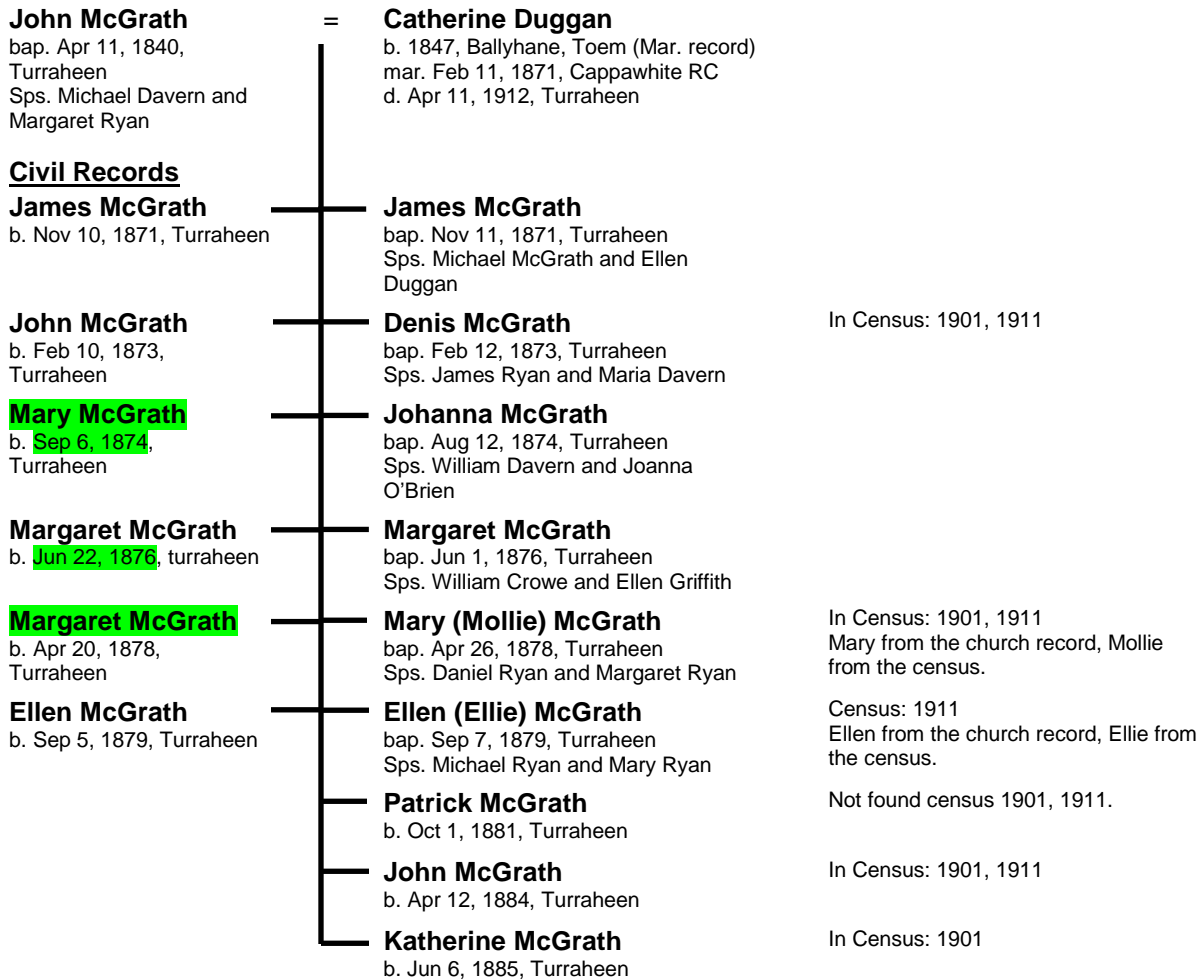 John McGrath = Catherine Duggan
bap. Apr 11, 1840,
Turraheen
Sps. Michael Davern and
Margaret Ryan
b. 1847, Ballyhane, Toem (Mar. record)
mar. Feb 11, 1871, Cappawhite RC
d. Apr 11, 1912, Turraheen
Civil Records
James McGrath
b. Nov 10, 1871, Turraheen
James McGrath
bap. Nov 11, 1871, Turraheen
Sps. Michael McGrath and Ellen
Duggan
John McGrath
b. Feb 10, 1873,
Turraheen
Denis McGrath
bap. Feb 12, 1873, Turraheen
Sps. James Ryan and Maria Davern
In Census: 1901, 1911
Mary McGrath
b. Sep 6, 1874,
Turraheen
Johanna McGrath
bap. Aug 12, 1874, Turraheen
Sps. William Davern and Joanna
O’Brien
Margaret McGrath
b. Jun 22, 1876, turraheen
Margaret McGrath
bap. Jun 1, 1876, Turraheen
Sps. William Crowe and Ellen Griffith
Margaret McGrath
b. Apr 20, 1878,
Turraheen
Mary (Mollie) McGrath
bap. Apr 26, 1878, Turraheen
Sps. Daniel Ryan and Margaret Ryan
In Census: 1901, 1911
Mary from the church record, Mollie
from the census.
Ellen McGrath
b. Sep 5, 1879, Turraheen
Ellen (Ellie) McGrath
bap. Sep 7, 1879, Turraheen
Sps. Michael Ryan and Mary Ryan
Census: 1911
Ellen from the church record, Ellie from
the census.
Patrick McGrath
b. Oct 1, 1881, Turraheen
Not found census 1901, 1911.
John McGrath
b. Apr 12, 1884, Turraheen
In Census: 1901, 1911
Katherine McGrath
b. Jun 6, 1885, Turraheen
In Census: 1901